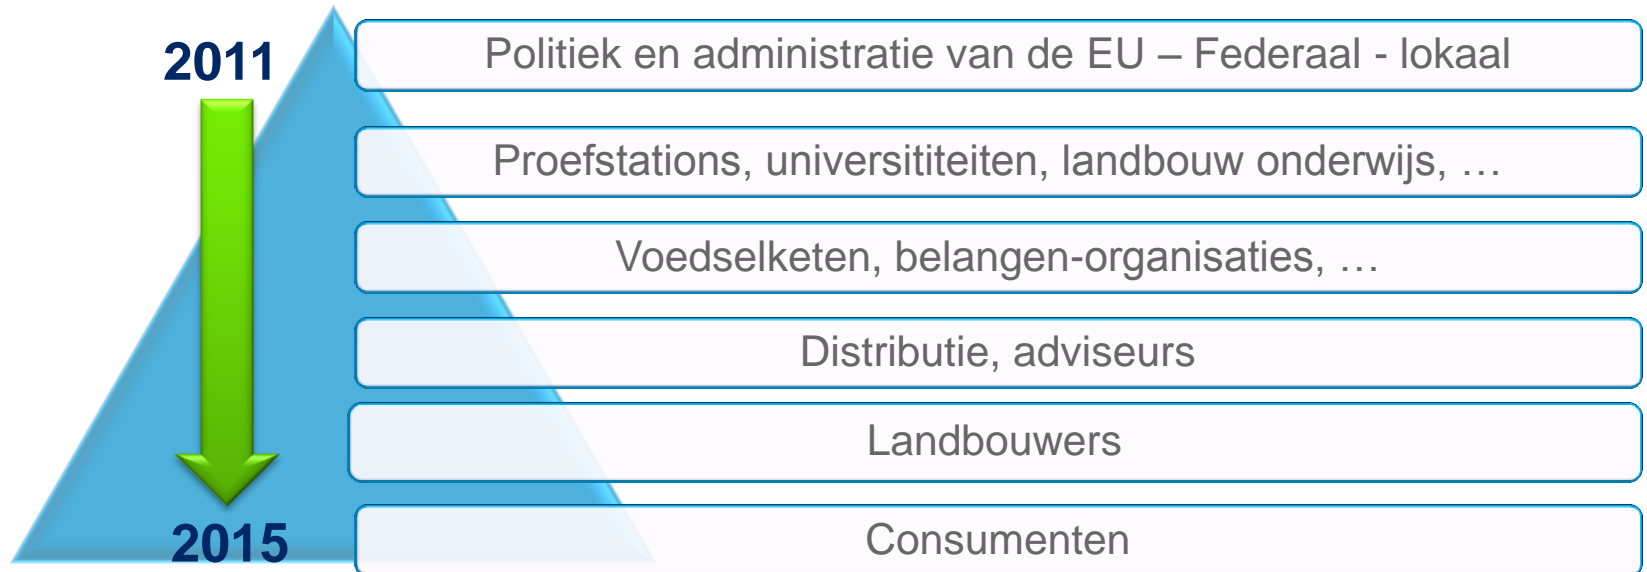 2011
Politiek en administratie van de EU – Federaal - lokaal
Proefstations, universititeiten, landbouw onderwijs, …
Voedselketen, belangen-organisaties, …
Distributie, adviseurs
Landbouwers
2015
Consumenten